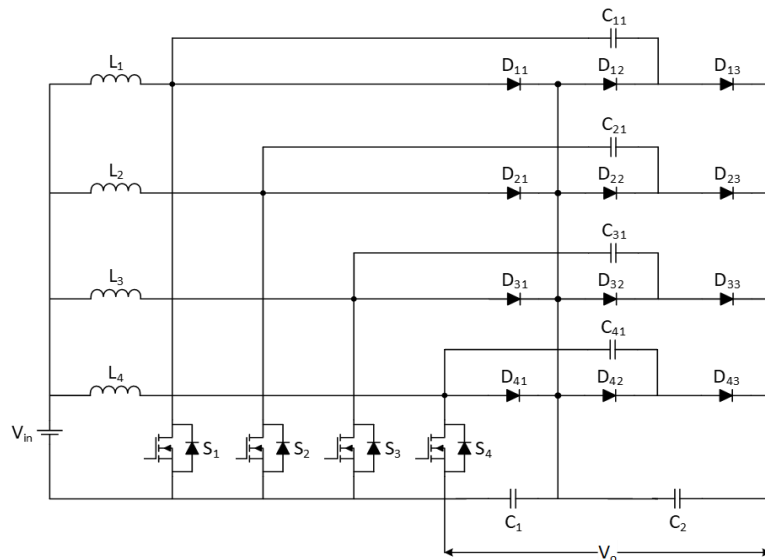 C11
L1
D11 D12 D13
C21
L2
D21 D22 D23
C31
L3
D31 D32 D33
C41
L4
D41 D42 D43
Vin
S1 S2 S3 S4
C1 C2
Vo